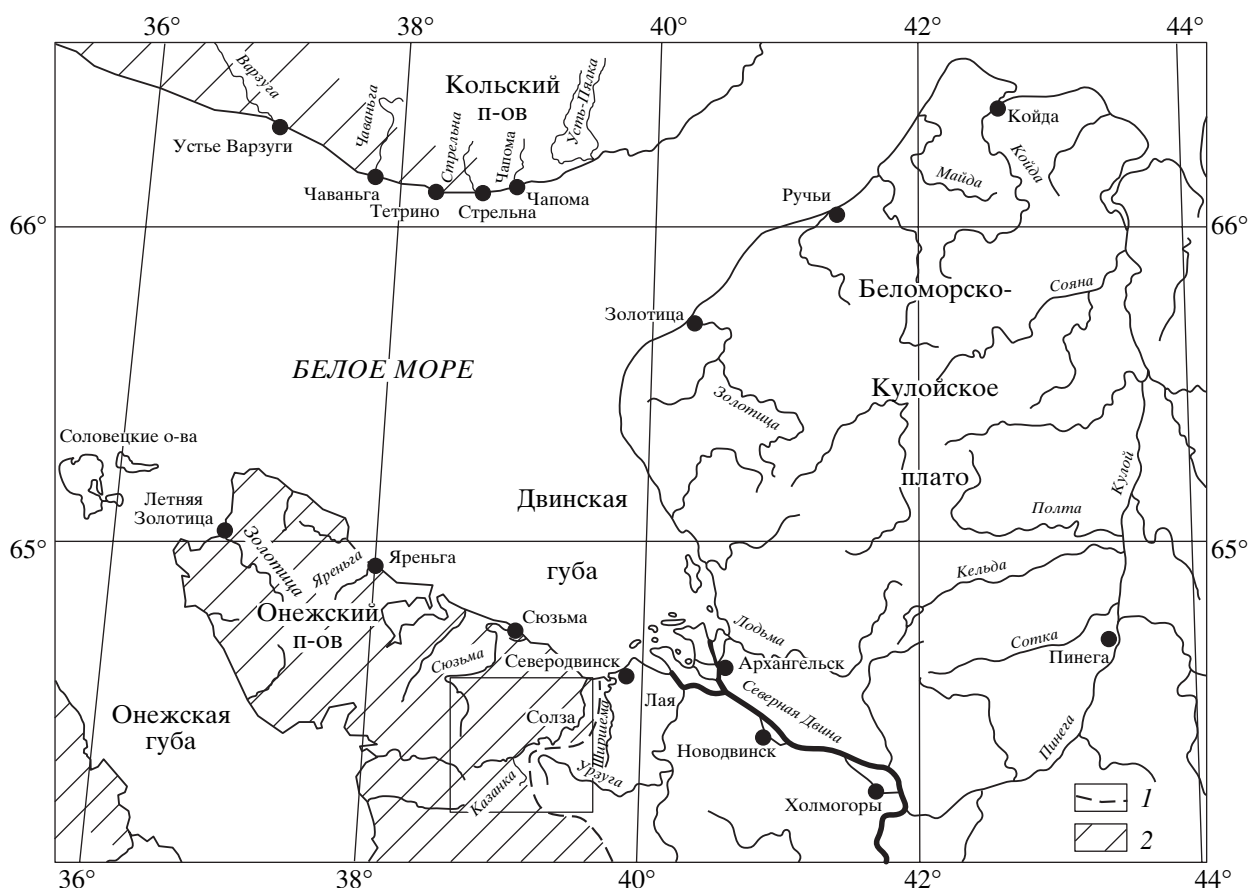 36°
38°
40°
42°
44°
Варзуга
Чаваньга
Кольский
п-ов
Стрельна
Чапома
Усть-Пялка
Устье Варзуги
Чаваньга
Тетрино
Стрельна
Чапома
Койда
Койда
Майда
Ручьи
66°
66°
Беломорско-
Сояна
Золотица
БЕЛОЕ МОРЕ
Кулойское
Золотица
Соловецкие о-ва
Летняя
Золотица
Двинская
плато
Кулой
Полта
65°
65°
Золотица
Яреньга
Яреньга
губа
Кельда
Онежский
п-ов
Сюзьма
Лодьма
Сотка
Пинега
Сюзьма
Северодвинск
Архангельск
Онежская
губа
Солза
Ширшема
Лая
Северная Двина
Новодвинск
Пинега
Казанка
Урзуга
Холмогоры
1
2
36°
38°
40°
42°
44°